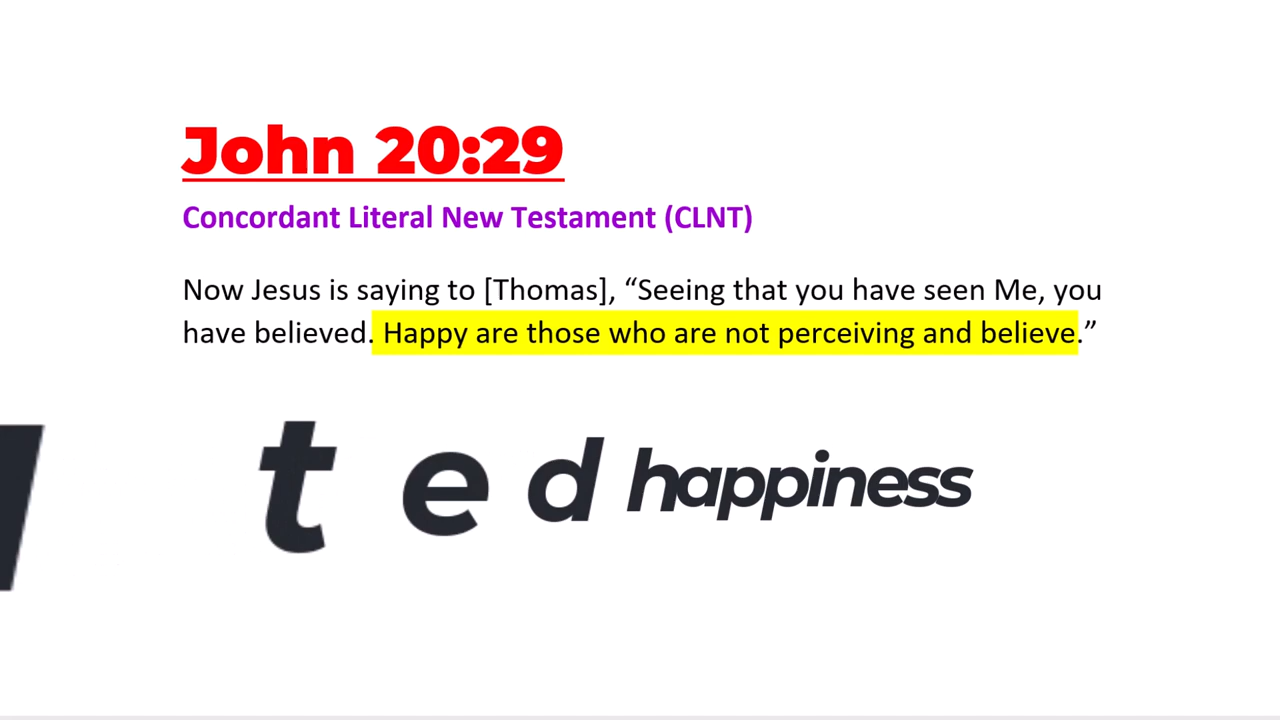 John 20:29
Concordant Literal New Testament (CLNT)
Now Jesus is saying to [Thomas], “Seeing that you have seen Me, you
have believed. Happy are those who are not perceiving and believe.”
t e d happiness